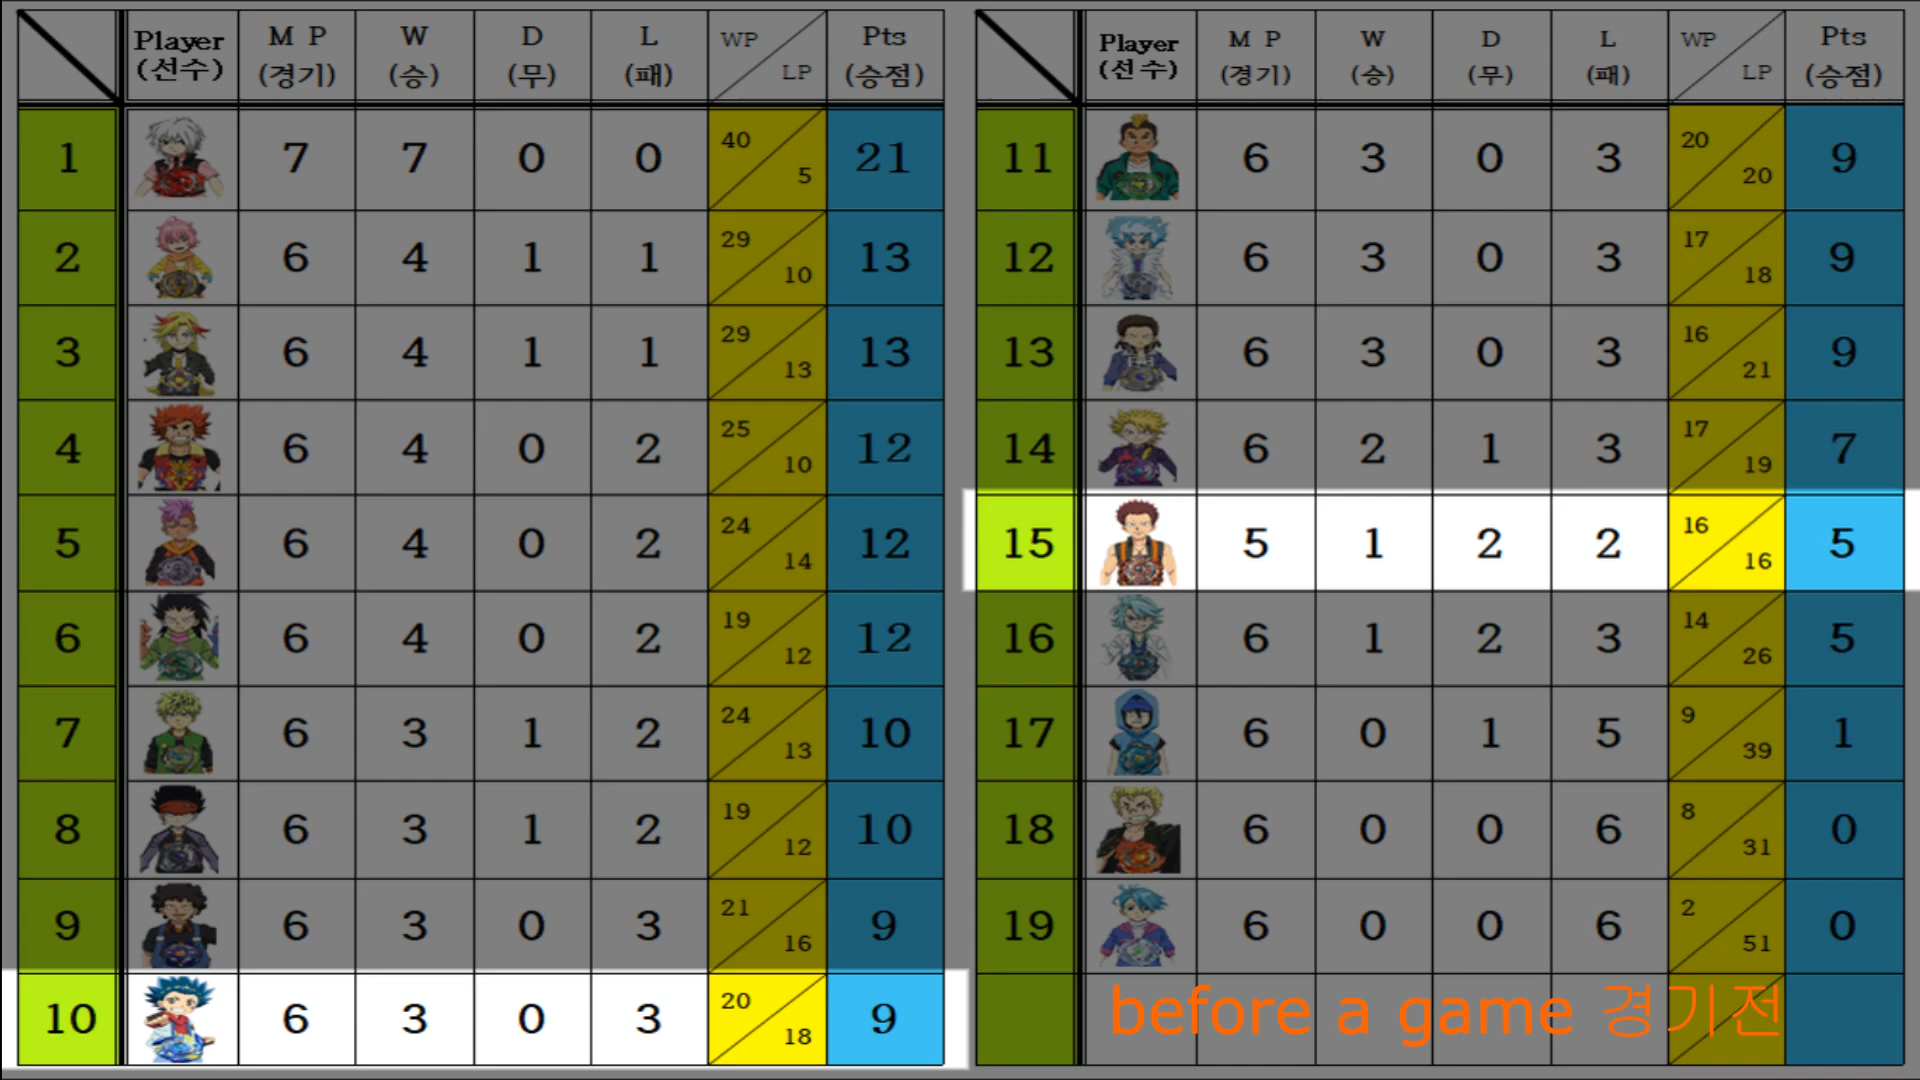 Player M P W D L WP Pts
(선수) (경기) (승) (무) (패) LP (승점)
1 7 7 0 0 40 5 21
2 6 4 1 1 29 10 13
3 6 4 1 1 29 13 13
4 6 4 0 2 25 10 12
5 6 4 0 2 24 14 12
6 6 4 0 2 19 12 12
7 6 3 1 2 24 13 10
8 6 3 1 2 19 12 10
9 6 3 0 3 21 16 9
10 6 3 0 3 20 18 9
Player M P W D L WP Pts
(선수) (경기) (승) (무) (패) LP (승점)
11 6 3 0 3 20 20 9
12 6 3 0 3 17 18 9
13 6 3 0 3 16 21 9
14 6 2 1 3 17 19 7
15 5 1 2 2 16 16 5
16 6 1 2 3 14 26 5
17 6 0 1 5 9 39 1
18 6 0 0 6 8 31 0
19 6 0 0 6 2 51 0
before a game 경기전